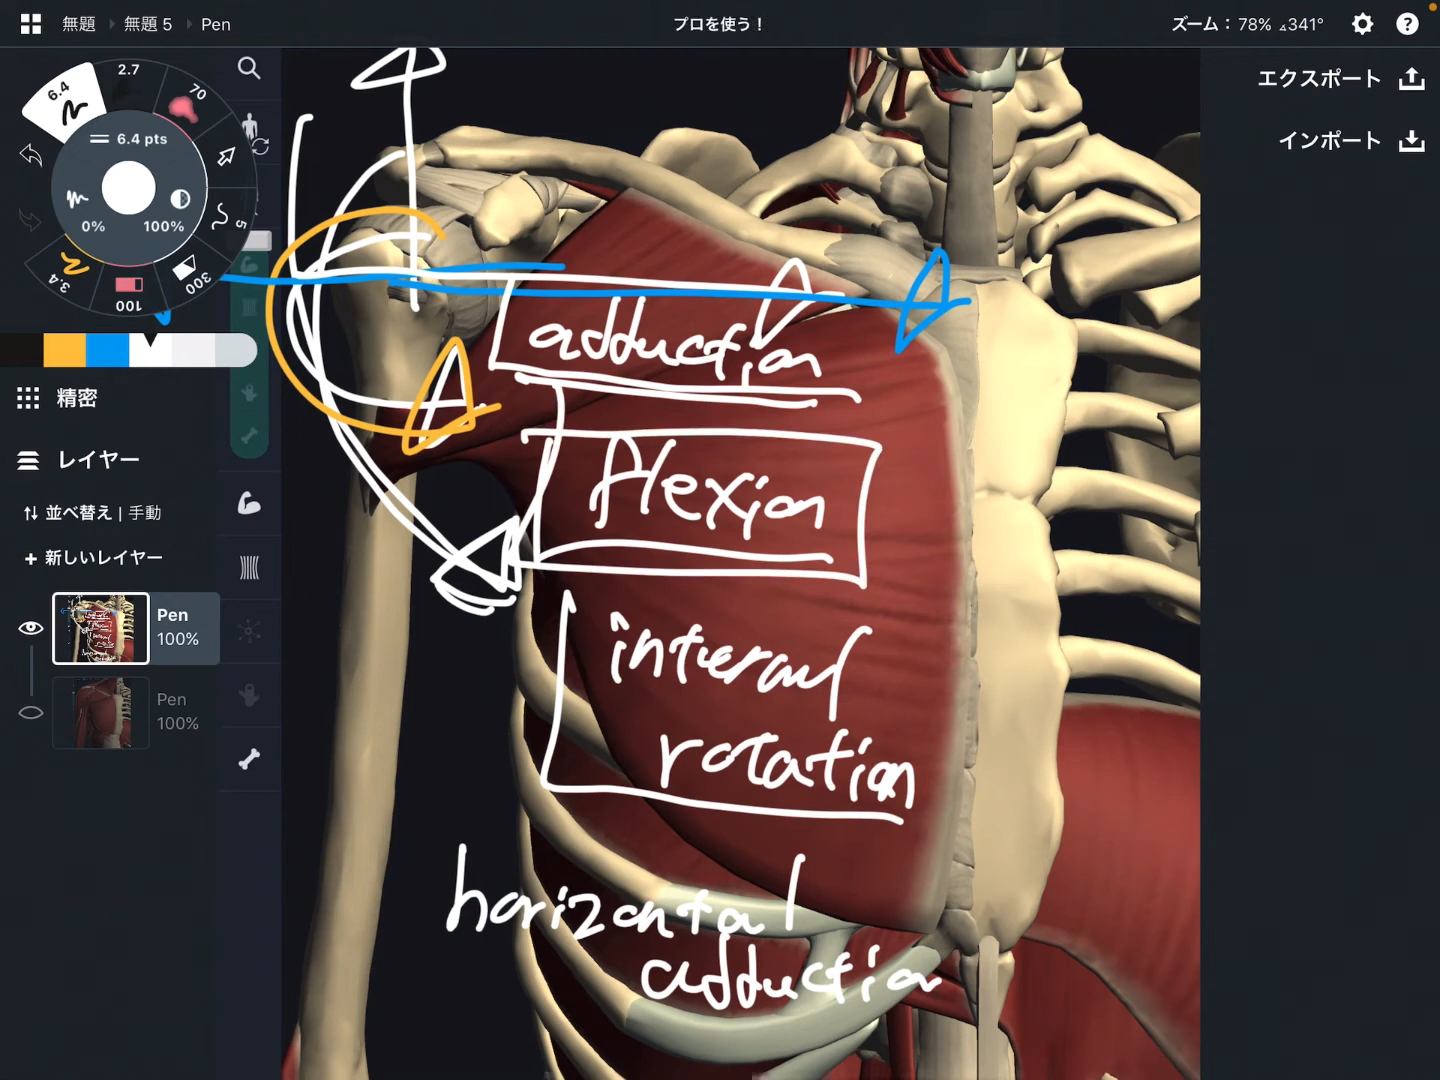 無題 無題 5 Pen
プロを使う！
ズーム：78% ⦟341°
エクスポート
インポート
6.4
2.7
70
5
300
100
3.4
6.4 pts
0% 100%
精密
レイヤー
並べ替え | 手動
+ 新しいレイヤー
Pen
100%
Pen
100%
adduction
flexion
internal
rotation
horizontal
adduction